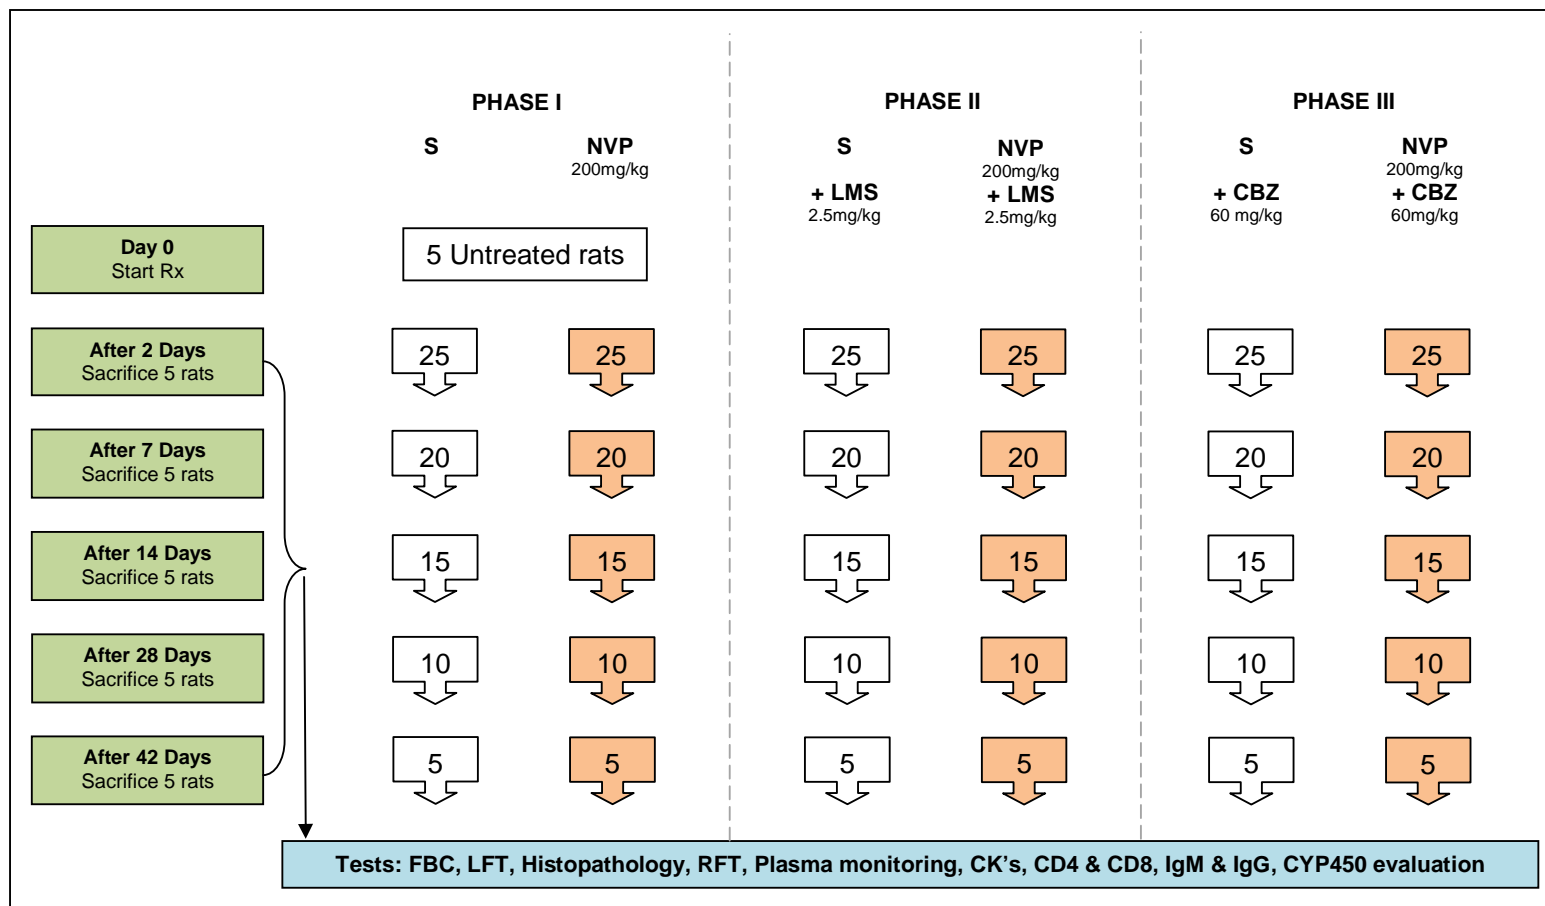 PHASE I
PHASE II
PHASE III
S
NVP
200mg/kg
S
+ LMS
2.5mg/kg
NVP
200mg/kg
+ LMS
2.5mg/kg
S
+ CBZ
60 mg/kg
NVP
200mg/kg
+ CBZ
60mg/kg
Day 0
Start Rx
5 Untreated rats
After 2 Days
Sacrifice 5 rats
25
25
25
25
25
25
After 7 Days
Sacrifice 5 rats
20
20
20
20
20
20
After 14 Days
Sacrifice 5 rats
15
15
15
15
15
15
After 28 Days
Sacrifice 5 rats
10
10
10
10
10
10
After 42 Days
Sacrifice 5 rats
5
5
5
5
5
5
Tests: FBC, LFT, Histopathology, RFT, Plasma monitoring, CK’s, CD4 & CD8, IgM & IgG, CYP450 evaluation